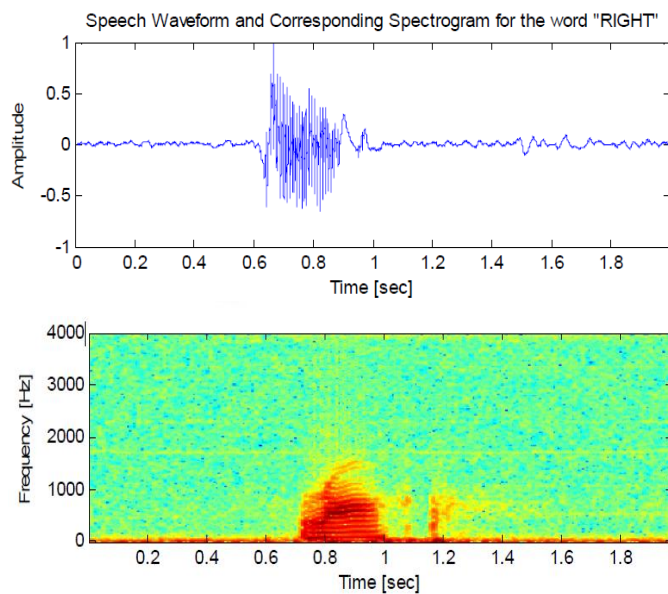 Speech Waveform and Corresponding Spectrogram for the word "RIGHT"
1
0.5
0
-0.5
-1
Amplitude
0 0.2 0.4 0.6 0.8 1 1.2 1.4 1.6 1.8
Time [sec]
4000
3000
2000
1000
0
Frequency [Hz]
0.2 0.4 0.6 0.8 1 1.2 1.4 1.6 1.8
Time [sec]